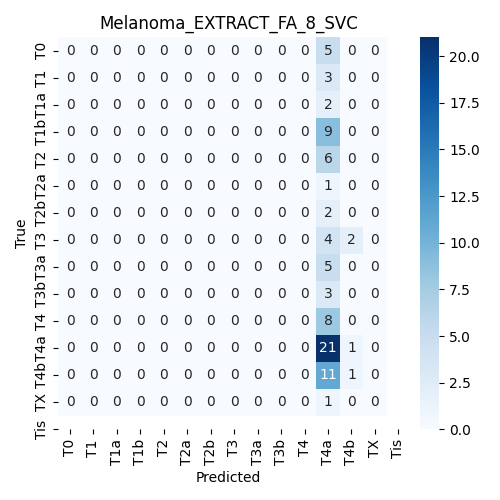 Melanoma_EXTRACT_FA_8_SVC
T0 0 0 0 0 0 0 0 0 0 0 0 5 0 0
T1 0 0 0 0 0 0 0 0 0 0 0 3 0 0
T1a 0 0 0 0 0 0 0 0 0 0 0 2 0 0
T1b 0 0 0 0 0 0 0 0 0 0 0 9 0 0
T2 0 0 0 0 0 0 0 0 0 0 0 6 0 0
T2a 0 0 0 0 0 0 0 0 0 0 0 1 0 0
T2b 0 0 0 0 0 0 0 0 0 0 0 2 0 0
T3 0 0 0 0 0 0 0 0 0 0 0 4 2 0
T3a 0 0 0 0 0 0 0 0 0 0 0 5 0 0
T3b 0 0 0 0 0 0 0 0 0 0 0 3 0 0
T4 0 0 0 0 0 0 0 0 0 0 0 8 0 0
T4a 0 0 0 0 0 0 0 0 0 0 0 21 1 0
T4b 0 0 0 0 0 0 0 0 0 0 0 11 1 0
TX 0 0 0 0 0 0 0 0 0 0 0 1 0 0
Tis
True
T0 T1 T1a T1b T2 T2a T2b T3 T3a T3b T4 T4a T4b TX Tis
Predicted
20.0
17.5
15.0
12.5
10.0
7.5
5.0
2.5
0.0